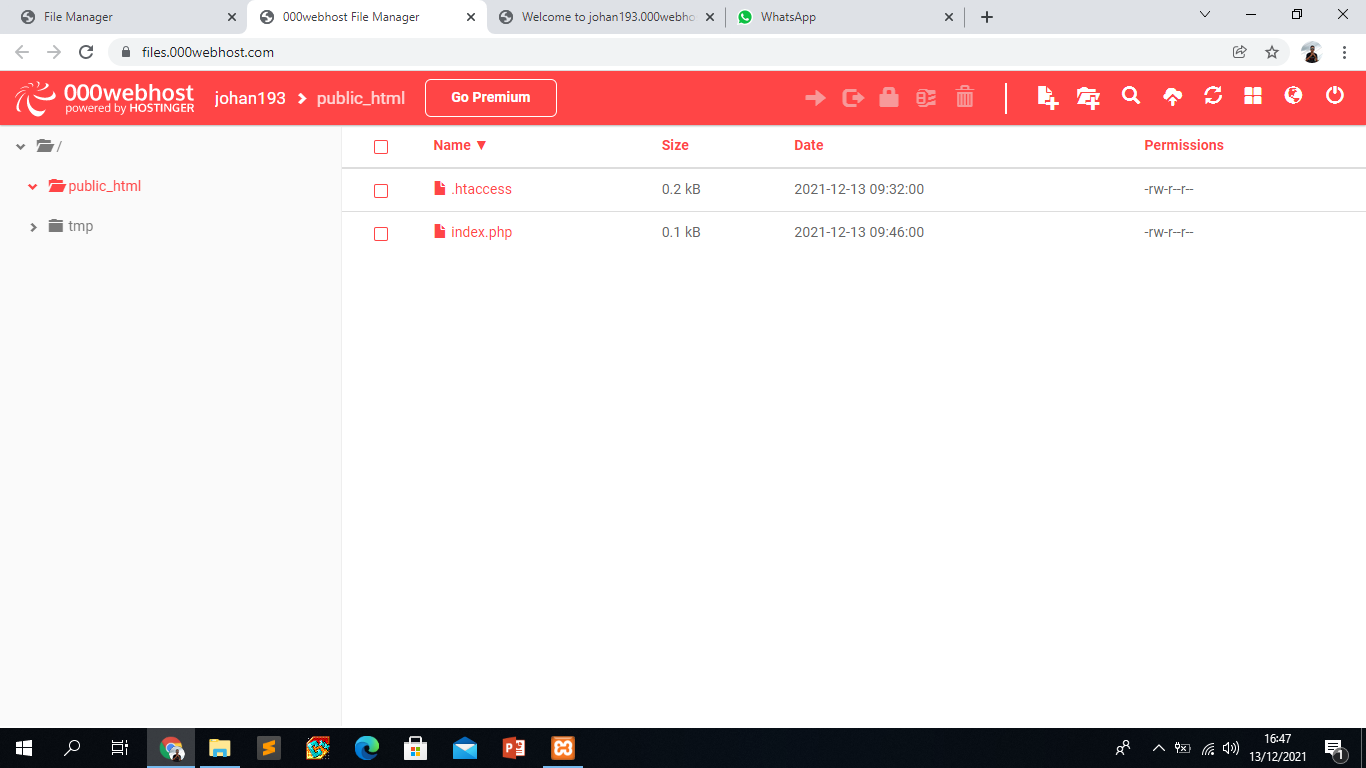 File Manager
000webhost File Manager
Welcome to johan193.000webho
WhatsApp
files.000webhost.com
000webhost
powered by HOSTINGER
johan193
public_html
Go Premium
/
public_html
tmp
Name ▼ Size Date Permissions
.htaccess 0.2 kB 2021-12-13 09:32:00 -rw-r--r--
index.php 0.1 kB 2021-12-13 09:46:00 -rw-r--r--
16:47
13/12/2021
1